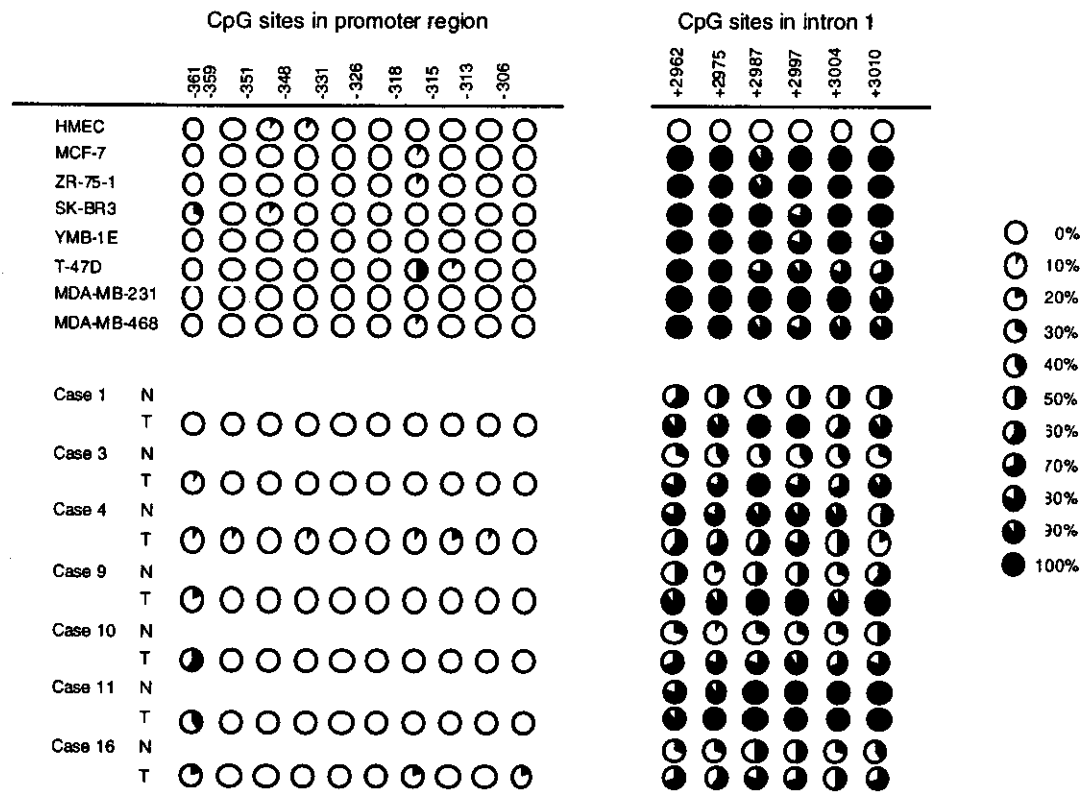 CpG sites in promoter region
CpG sites in intron 1
-361
-359
-351
-348
-331
-326
-318
-315
-313
-306
+2962
+2975
+2987
+2997
+3004
+3010
HMEC
MCF-7
ZR-75-1
SK-BR3
YMB-1E
T-47D
MDA-MB-231
MDA-MB-468
Case 1 N
T
Case 3 N
T
Case 4 N
T
Case 9 N
T
Case 10 N
T
Case 11 N
T
Case 16 N
T
0%
10%
20%
30%
40%
50%
30%
70%
30%
90%
100%